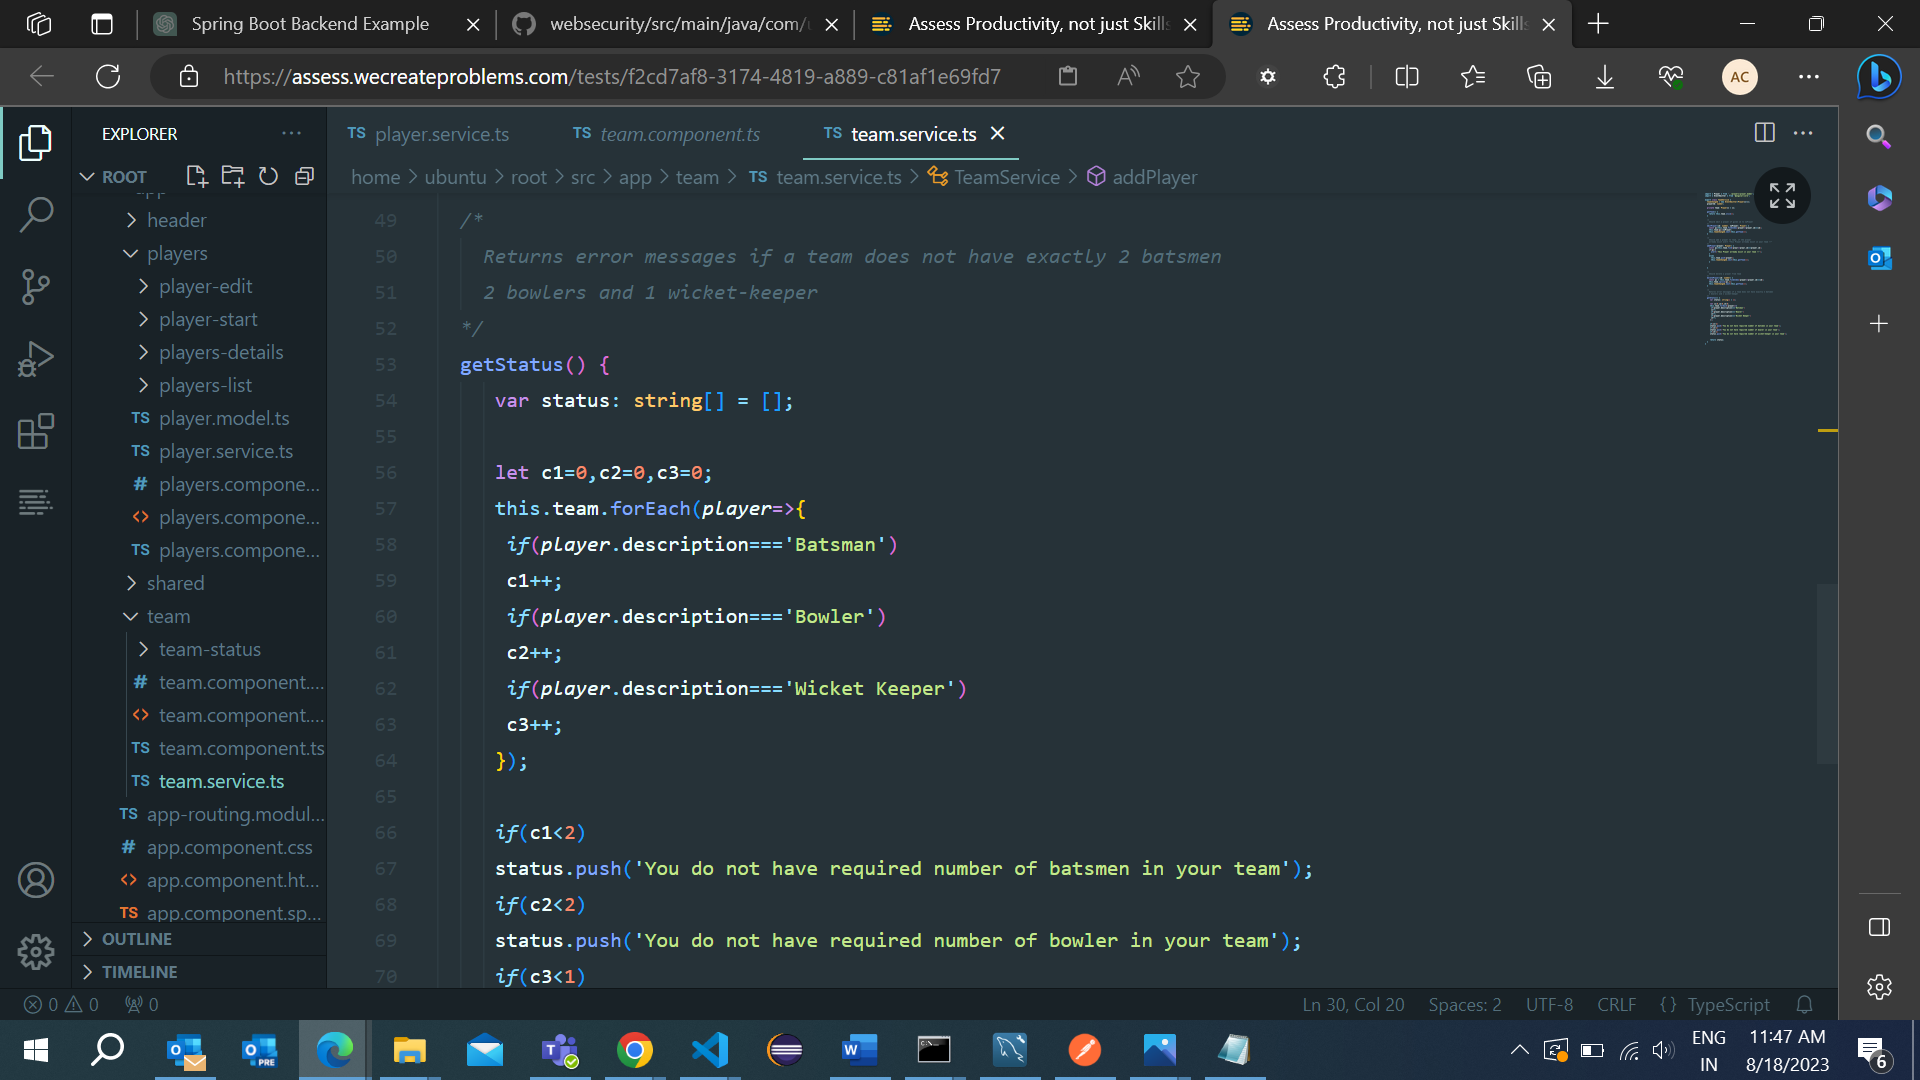 Spring Boot Backend Example
websecurity/src/main/java/com/u
Assess Productivity, not just Skills
Assess Productivity, not just Skills
https://assess.wecreateproblems.com/tests/f2cd7af8-3174-4819-a889-c81af1e69fd7
AC
EXPLORER
ROOT
app
header
players
player-edit
player-start
players-details
players-list
TS player.model.ts
TS player.service.ts
# players.compone...
<> players.compone...
TS players.compone...
shared
team
team-status
# team.component....
<> team.component....
TS team.component.ts
TS team.service.ts
TS app-routing.modul...
# app.component.css
<> app.component.ht...
TS app.component.sp...
OUTLINE
TIMELINE
TS player.service.ts
TS team.component.ts
TS team.service.ts
home > ubuntu > root > src > app > team > TS team.service.ts > TeamService > addPlayer
49 /*
50 Returns error messages if a team does not have exactly 2 batsmen
51 2 bowlers and 1 wicket-keeper
52 */
53 getStatus() {
54 var status: string[] = [];
55
56 let c1=0,c2=0,c3=0;
57 this.team.forEach(player=>{
58 if(player.description==='Batsman')
59 c1++;
60 if(player.description==='Bowler')
61 c2++;
62 if(player.description==='Wicket Keeper')
63 c3++;
64 });
65
66 if(c1<2)
67 status.push('You do not have required number of batsmen in your team');
68 if(c2<2)
69 status.push('You do not have required number of bowler in your team');
70 if(c3<1)
0 0 0
Ln 30, Col 20 Spaces: 2 UTF-8 CRLF {} TypeScript
PRE
ENG
IN
11:47 AM
8/18/2023
6